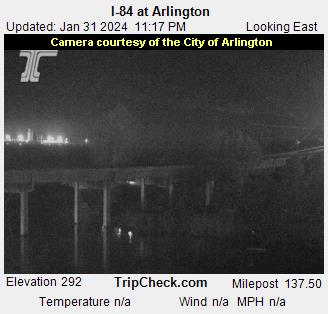 I-84 at Arlington
Updated: Jan 31 2024 11:17 PM Looking East
Camera courtesy of the City of Arlington
Elevation 292 TripCheck.com Milepost 137.50
Temperature n/a Wind n/a MPH n/a